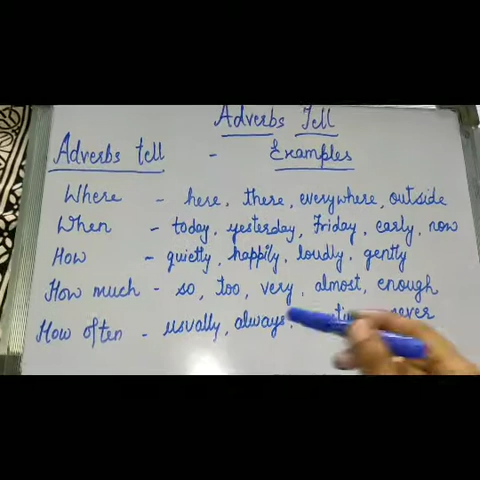 Adverbs Tell
Adverbs tell - Examples
Where - here, there, everywhere, outside
When - today, yesterday, Friday, early, now
How - quietly, happily, loudly, gently
How much - so, too, very, almost, enough
How often - usually, always, never